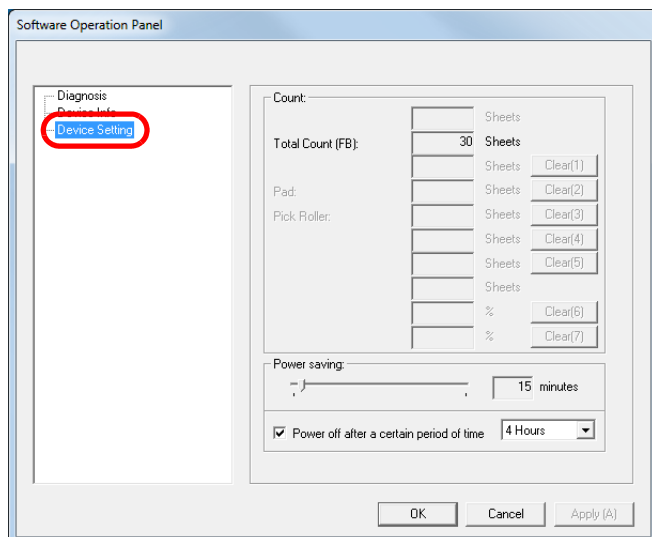 Software Operation Panel
Diagnosis
Device Info
Device Setting
Count:
Sheets
Total Count (FB): 30 Sheets
Sheets Clear(1)
Pad: Sheets Clear(2)
Pick Roller: Sheets Clear(3)
Sheets Clear(4)
Sheets Clear(5)
Sheets
% Clear(6)
% Clear(7)
Power saving:
15 minutes
Power off after a certain period of time 4 Hours
OK Cancel Apply (A)